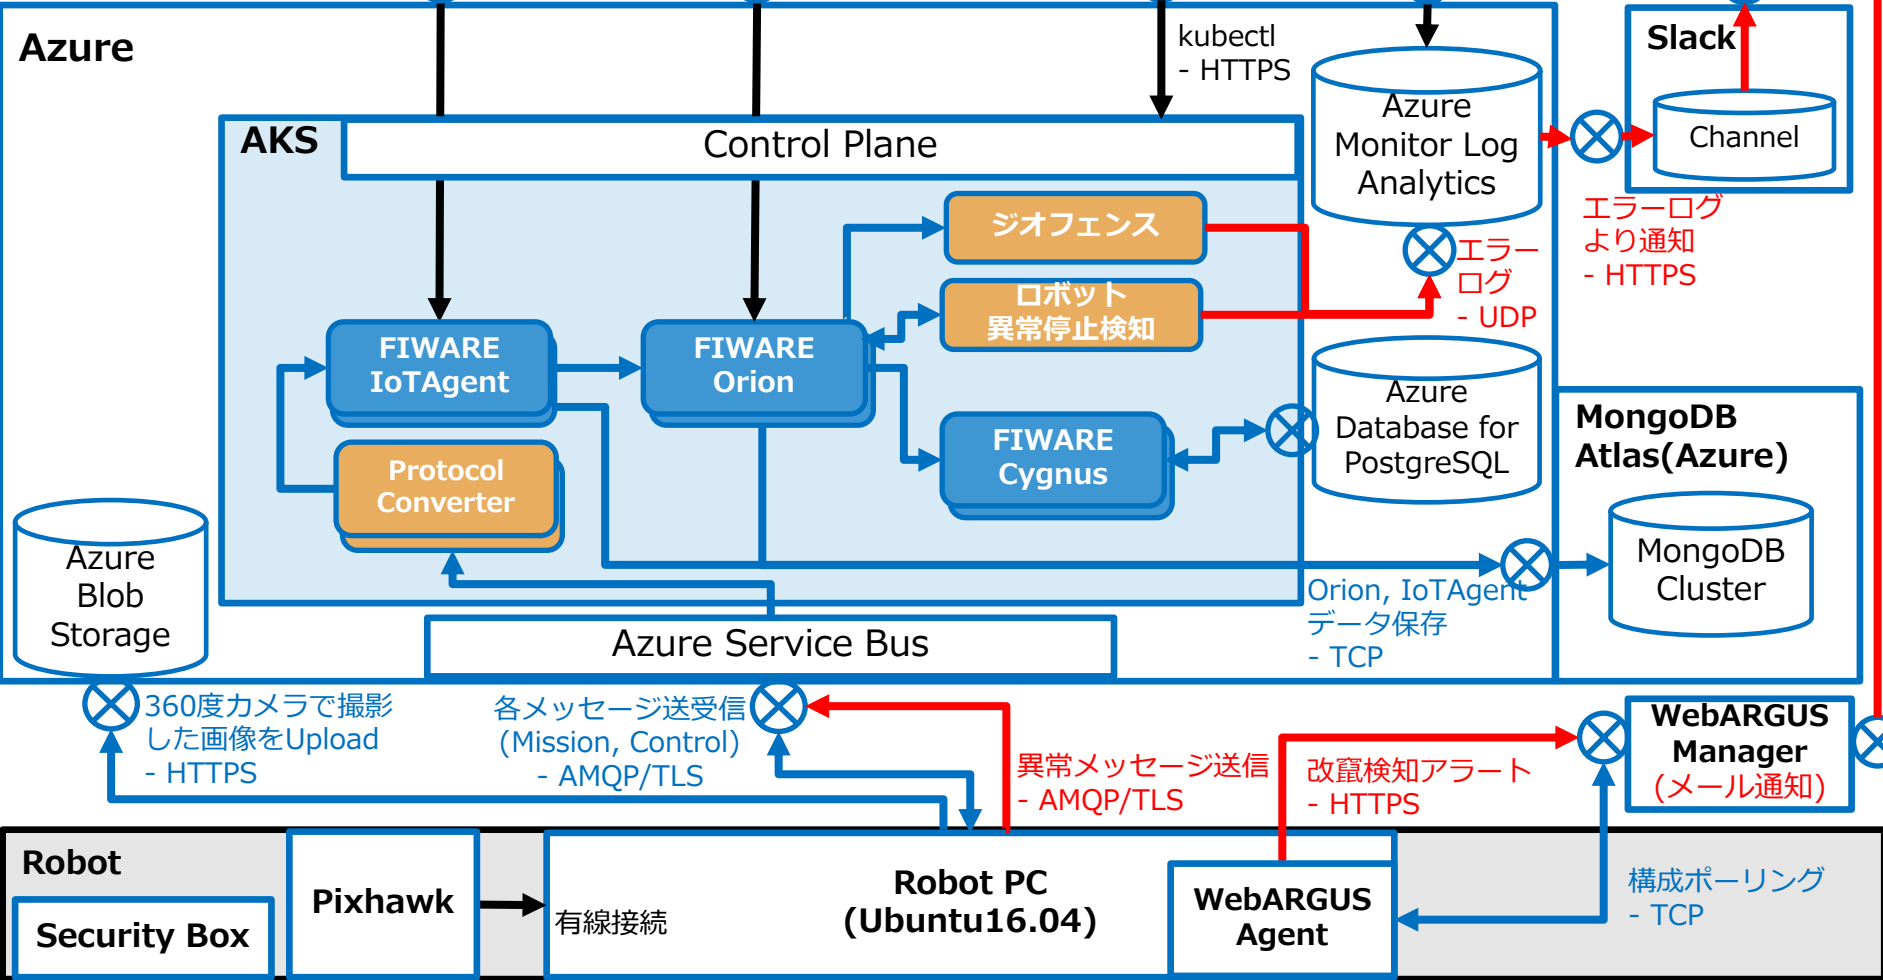 Azure
kubectl
- HTTPS
Slack
Channel
AKS
Control Plane
Azure
Monitor Log
Analytics
エラーログ
より通知
- HTTPS
ジオフェンス
エラー
ログ
- UDP
ロボット
異常停止検知
FIWARE
IoTAgent
FIWARE
Orion
Azure
Database for
PostgreSQL
MongoDB
Atlas(Azure)
FIWARE
Cygnus
Protocol
Converter
MongoDB
Cluster
Azure
Blob
Storage
Orion, IoTAgent
データ保存
- TCP
Azure Service Bus
360度カメラで撮影
した画像をUpload
- HTTPS
各メッセージ送受信
(Mission, Control)
- AMQP/TLS
異常メッセージ送信
- AMQP/TLS
改竄検知アラート
- HTTPS
WebARGUS
Manager
(メール通知)
Robot
Security Box
Pixhawk
有線接続
Robot PC
(Ubuntu16.04)
WebARGUS
Agent
構成ポーリング
- TCP